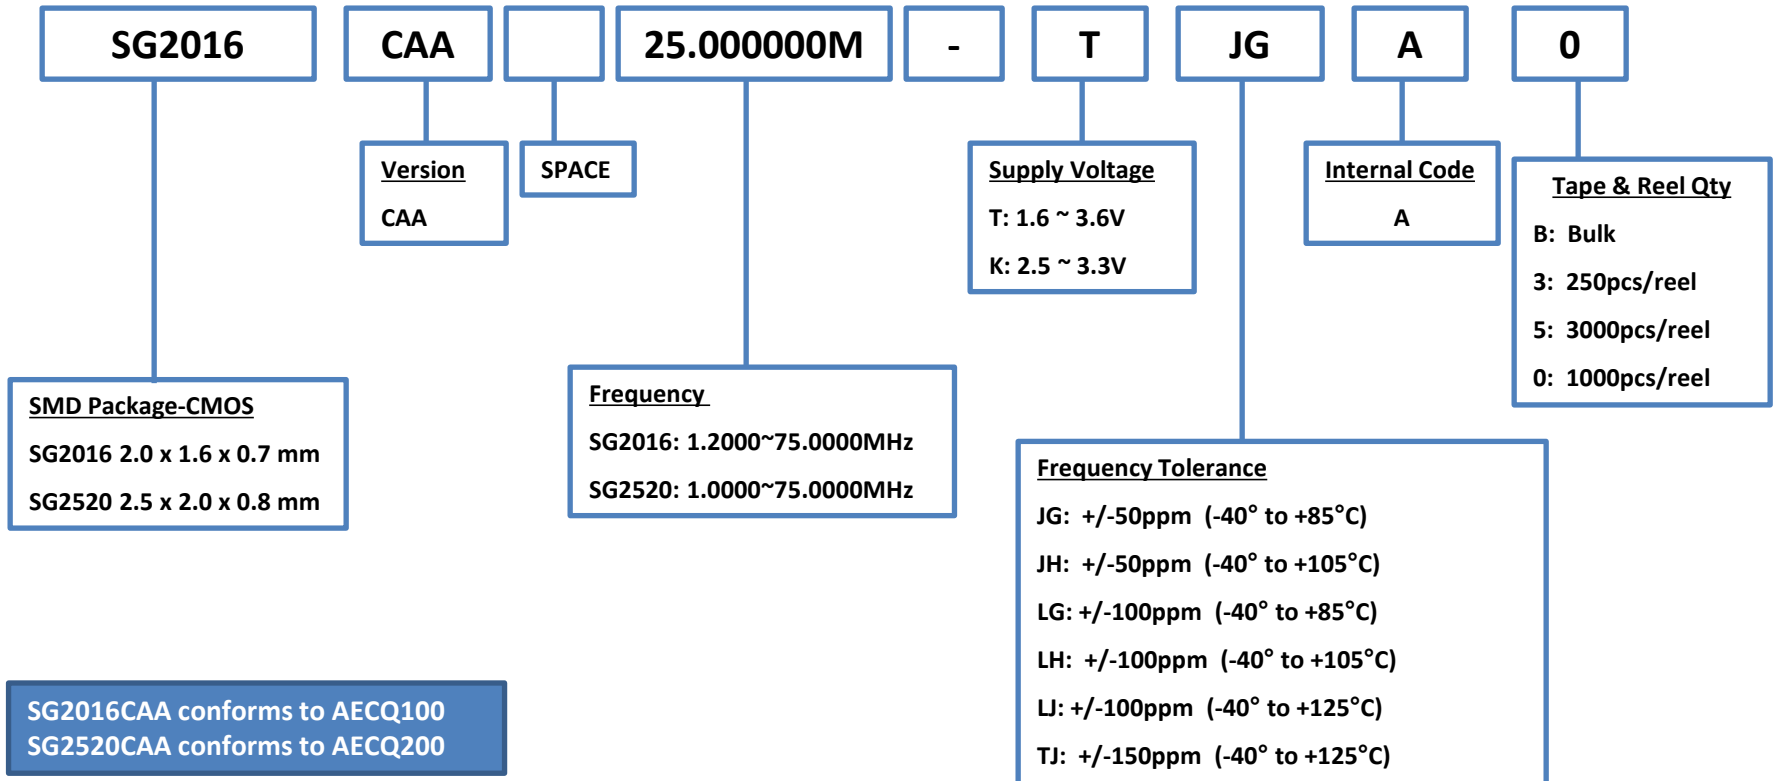 SG2016 CAA 25.000000M - T JG A 0
Version
CAA
SPACE
Supply Voltage
T: 1.6 ~ 3.6V
K: 2.5 ~ 3.3V
Internal Code
A
Tape & Reel Qty
B: Bulk
3: 250pcs/reel
5: 3000pcs/reel
0: 1000pcs/reel
SMD Package-CMOS
SG2016 2.0 x 1.6 x 0.7 mm
SG2520 2.5 x 2.0 x 0.8 mm
Frequency
SG2016: 1.2000~75.0000MHz
SG2520: 1.0000~75.0000MHz
Frequency Tolerance
JG: +/-50ppm (-40° to +85°C)
JH: +/-50ppm (-40° to +105°C)
LG: +/-100ppm (-40° to +85°C)
LH: +/-100ppm (-40° to +105°C)
LJ: +/-100ppm (-40° to +125°C)
TJ: +/-150ppm (-40° to +125°C)
SG2016CAA conforms to AECQ100
SG2520CAA conforms to AECQ200